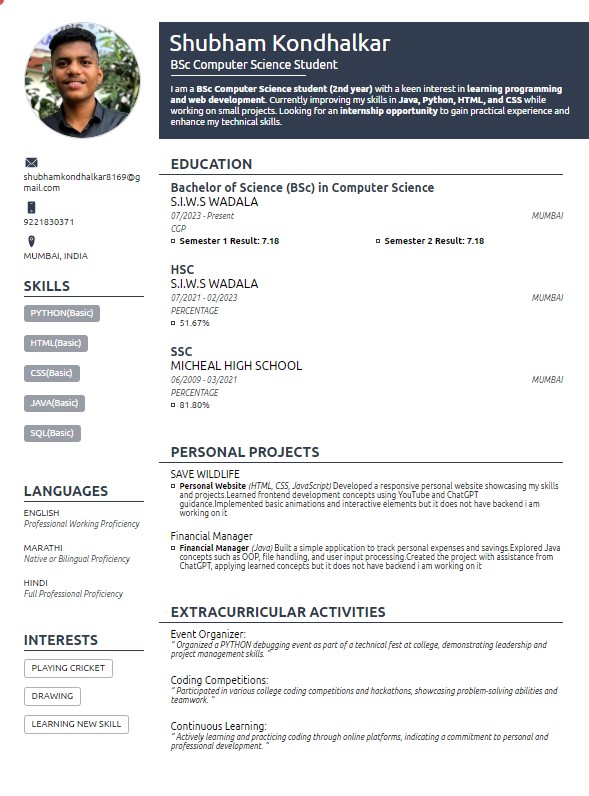 Shubham Kondhalkar
BSc Computer Science Student
I am a BSc Computer Science student (2nd year) with a keen interest in learning programming
and web development. Currently improving my skills in Java, Python, HTML, and CSS while
working on small projects. Looking for an internship opportunity to gain practical experience and
enhance my technical skills.
shubhamkondhalkar8169@g
mail.com
9221830371
MUMBAI, INDIA
SKILLS
PYTHON(Basic)
HTML(Basic)
CSS(Basic)
JAVA(Basic)
SQL(Basic)
LANGUAGES
ENGLISH
Professional Working Proficiency
MARATHI
Native or Bilingual Proficiency
HINDI
Full Professional Proficiency
INTERESTS
PLAYING CRICKET
DRAWING
LEARNING NEW SKILL
EDUCATION
Bachelor of Science (BSc) in Computer Science
S.I.W.S WADALA
07/2023 - Present MUMBAI
CGP
Semester 1 Result: 7.18 Semester 2 Result: 7.18
HSC
S.I.W.S WADALA
07/2021 - 02/2023 MUMBAI
PERCENTAGE
51.67%
SSC
MICHEAL HIGH SCHOOL
06/2009 - 03/2021 MUMBAI
PERCENTAGE
81.80%
PERSONAL PROJECTS
SAVE WILDLIFE
Personal Website (HTML, CSS, JavaScript) Developed a responsive personal website showcasing my skills
and projects.Learned frontend development concepts using YouTube and ChatGPT
guidance.Implemented basic animations and interactive elements but it does not have backend i am
working on it
Financial Manager
Financial Manager (Java) Built a simple application to track personal expenses and savings.Explored Java
concepts such as OOP, file handling, and user input processing.Created the project with assistance from
ChatGPT, applying learned concepts but it does not have backend i am working on it
EXTRACURRICULAR ACTIVITIES
Event Organizer:
" Organized a PYTHON debugging event as part of a technical fest at college, demonstrating leadership and
project management skills. "
Coding Competitions:
" Participated in various college coding competitions and hackathons, showcasing problem-solving abilities and
teamwork. "
Continuous Learning:
" Actively learning and practicing coding through online platforms, indicating a commitment to personal and
professional development. "